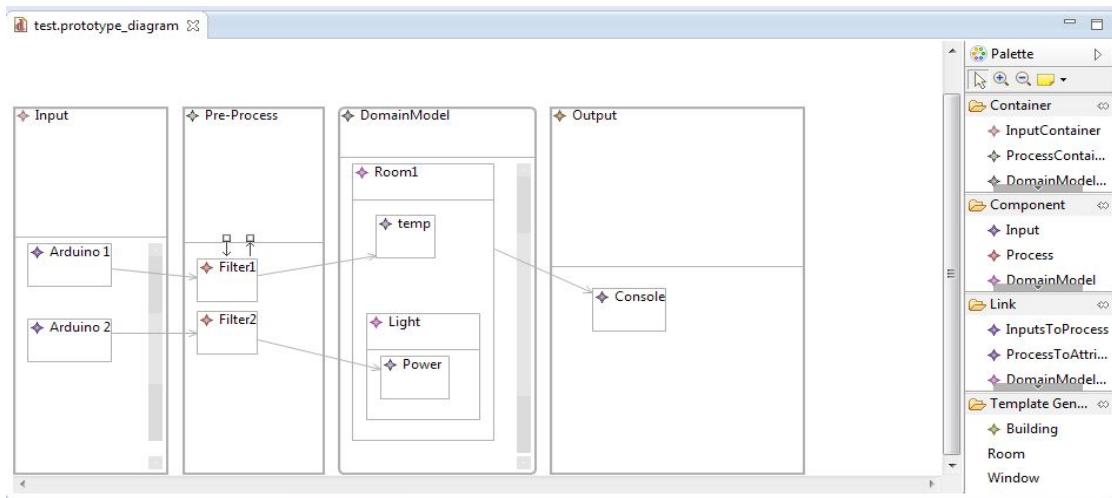 test.prototype_diagram
Palette
Input
Pre-Process
DomainModel
Output
Container
InputContainer
ProcessContai...
DomainModel...
Room1
temp
Component
Input
Process
DomainModel
Arduino 1
Filter1
Console
Link
InputsToProcess
ProcessToAttri...
DomainModel...
Arduino 2
Filter2
Light
Power
Template Gen...
Building
Room
Window